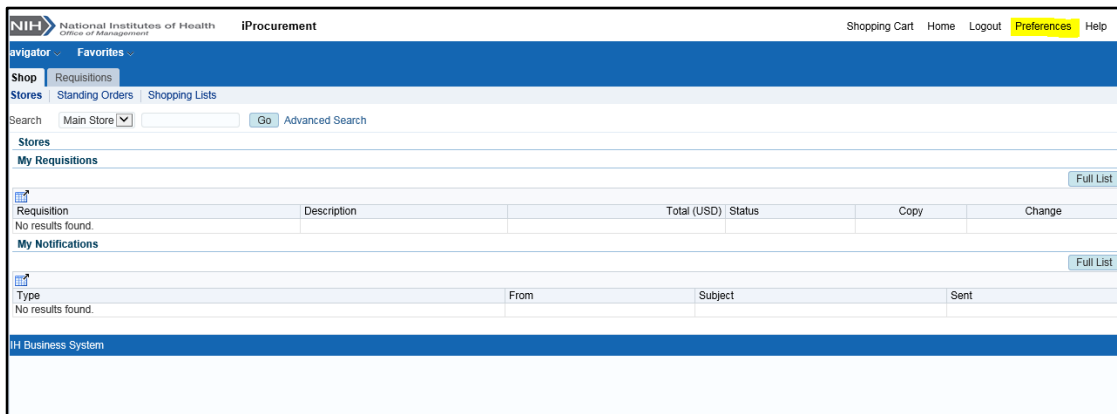 NIH National Institutes of Health iProcurement Shopping Cart Home Logout Preferences Help
Office of Management
avigator Favorites
Shop Requisitions
Stores Standing Orders Shopping Lists
Search Main Store Go Advanced Search
Stores
My Requisitions
Full List
Requisition Description Total (USD) Status Copy Change
No results found.
My Notifications
Full List
Type From Subject Sent
No results found.
IH Business System